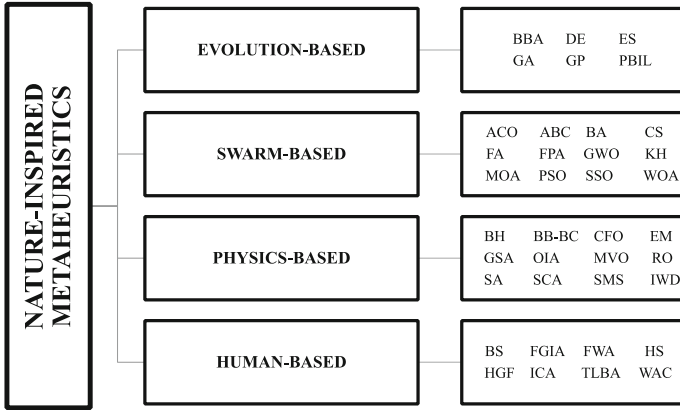 NATURE-INSPIRED
METAHEURISTICS
EVOLUTION-BASED
BBA DE ES
GA GP PBIL
SWARM-BASED
ACO ABC BA CS
FA FPA GWO KH
MOA PSO SSO WOA
PHYSICS-BASED
BH BB-BC CFO EM
GSA OIA MVO RO
SA SCA SMS IWD
HUMAN-BASED
BS FGIA FWA HS
HGF ICA TLBA WAC